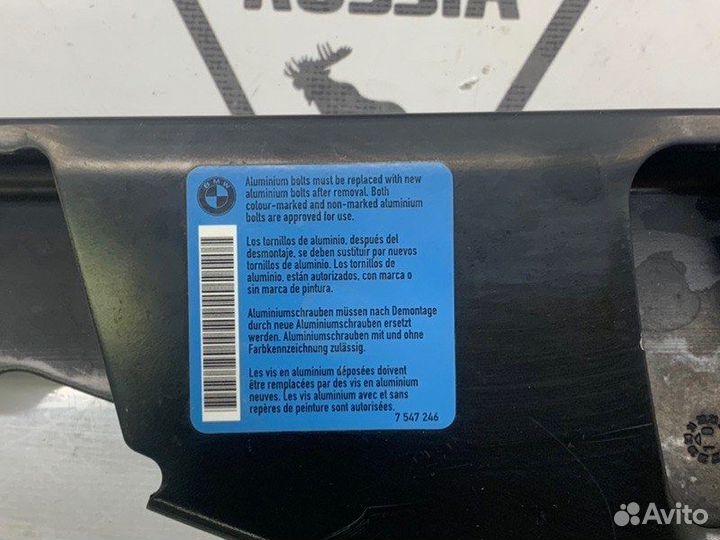 RUSSIA
BMW
Aluminium bolts must be replaced with new
aluminium bolts after removal. Both
colour-marked and non-marked aluminium
bolts are approved for use.
Los tornillos de aluminio, después del
desmontaje, se deben sustituir por nuevos
tornillos de aluminio. Los tornillos de
aluminio, están autorizados, con marca o
sin marca de pintura.
Aluminiumschrauben müssen nach Demontage
durch neue Aluminiumschrauben ersetzt
werden. Aluminiumschrauben mit und ohne
Farbkennzeichnung zulässig.
Les vis en aluminium déposées doivent
être remplacées par des vis en aluminium
neuves. Les vis aluminium avec et sans
repères de peinture sont autorisées.
7 547 246
Avito